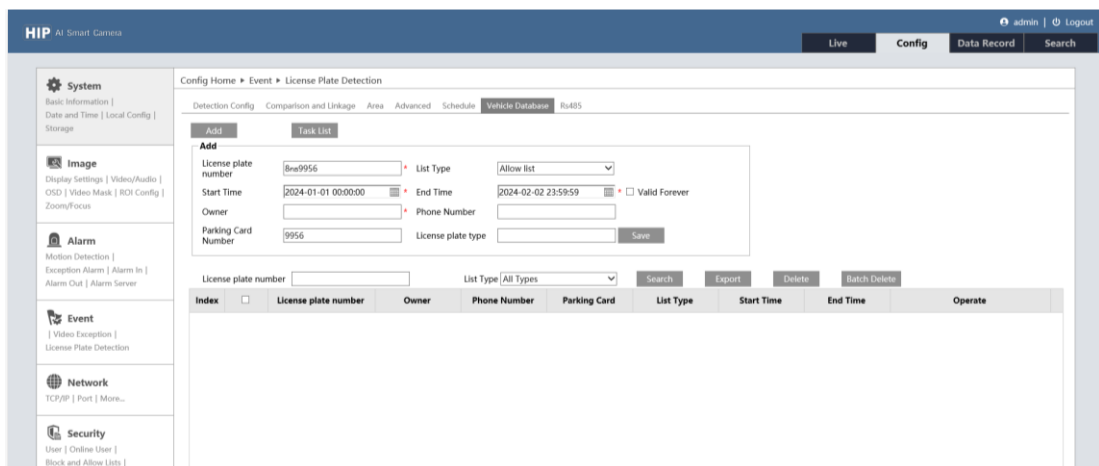 admin | Logout
HIP AI Smart Camera
Live Config Data Record Search
System
Basic Information |
Date and Time | Local Config |
Storage
Image
Display Settings | Video/Audio |
OSD | Video Mask | ROI Config |
Zoom/Focus
Alarm
Motion Detection |
Exception Alarm | Alarm In |
Alarm Out | Alarm Server
Event
| Video Exception |
License Plate Detection
Network
TCP/IP | Port | More...
Security
User | Online User |
Block and Allow Lists |
Config Home ▸ Event ▸ License Plate Detection
Detection Config Comparison and Linkage Area Advanced Schedule Vehicle Database Rs485
Add Task List
Add
License plate number * List Type Allow list
Start Time 2024-01-01 00:00:00 * End Time 2024-02-02 23:59:59 * Valid Forever
Owner * Phone Number
Parking Card Number 9956 License plate type Save
License plate number List Type All Types Search Export Delete Batch Delete
Index License plate number Owner Phone Number Parking Card List Type Start Time End Time Operate